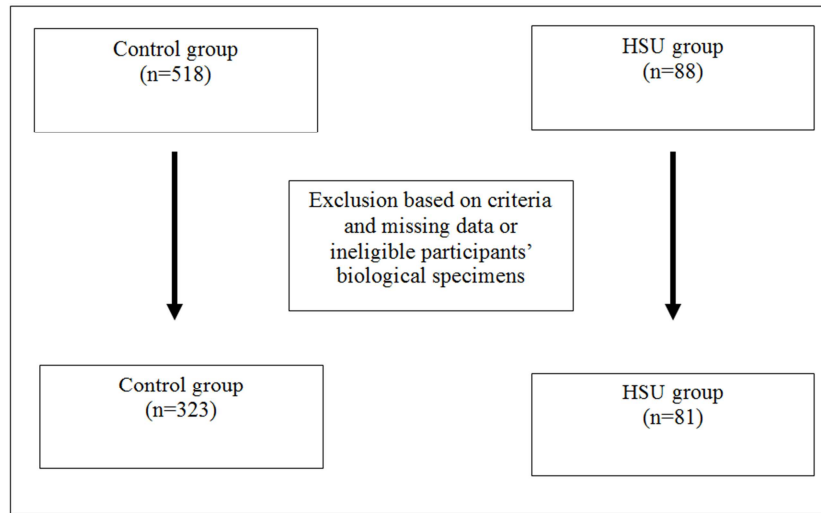 Control group
(n=518)
HSU group
(n=88)
Exclusion based on criteria
and missing data or
ineligible participants’
biological specimens
Control group
(n=323)
HSU group
(n=81)